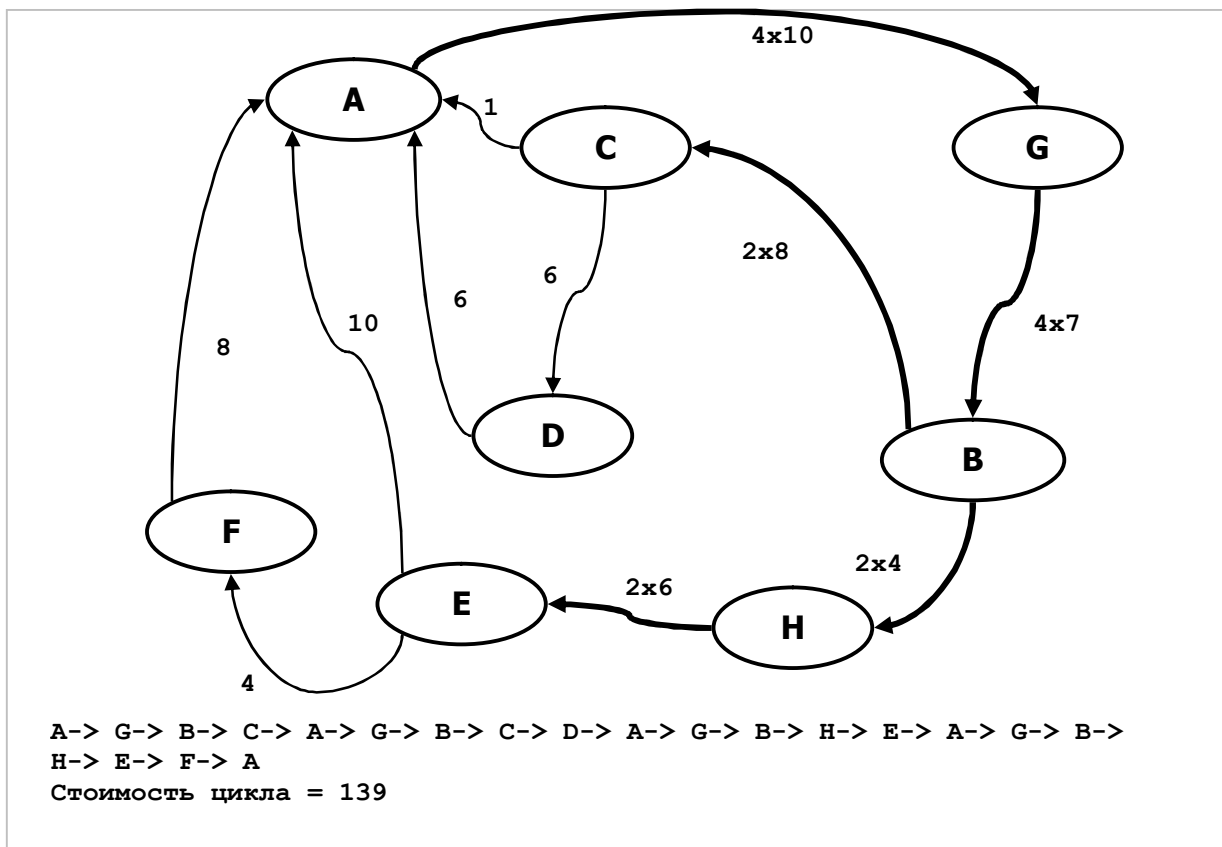 4x10
A
1
C
G
2x8
6
6
10
4x7
8
D
B
F
2x4
2x6
E
H
4
A-> G-> B-> C-> A-> G-> B-> C-> D-> A-> G-> B-> H-> E-> A-> G-> B->
H-> E-> F-> A
Стоимость цикла = 139